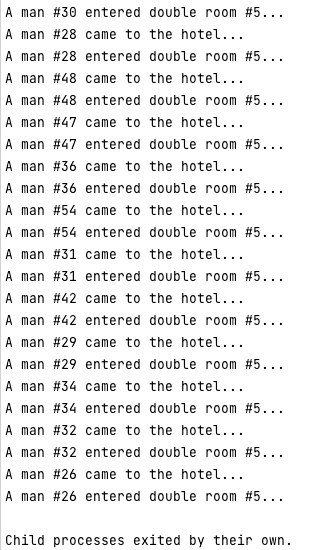 A man #30 entered double room #5...
A man #28 came to the hotel...
A man #28 entered double room #5...
A man #48 came to the hotel...
A man #48 entered double room #5...
A man #47 came to the hotel...
A man #47 entered double room #5...
A man #36 came to the hotel...
A man #36 entered double room #5...
A man #54 came to the hotel...
A man #54 entered double room #5...
A man #31 came to the hotel...
A man #31 entered double room #5...
A man #42 came to the hotel...
A man #42 entered double room #5...
A man #29 came to the hotel...
A man #29 entered double room #5...
A man #34 came to the hotel...
A man #34 entered double room #5...
A man #32 came to the hotel...
A man #32 entered double room #5...
A man #26 came to the hotel...
A man #26 entered double room #5...
Child processes exited by their own.